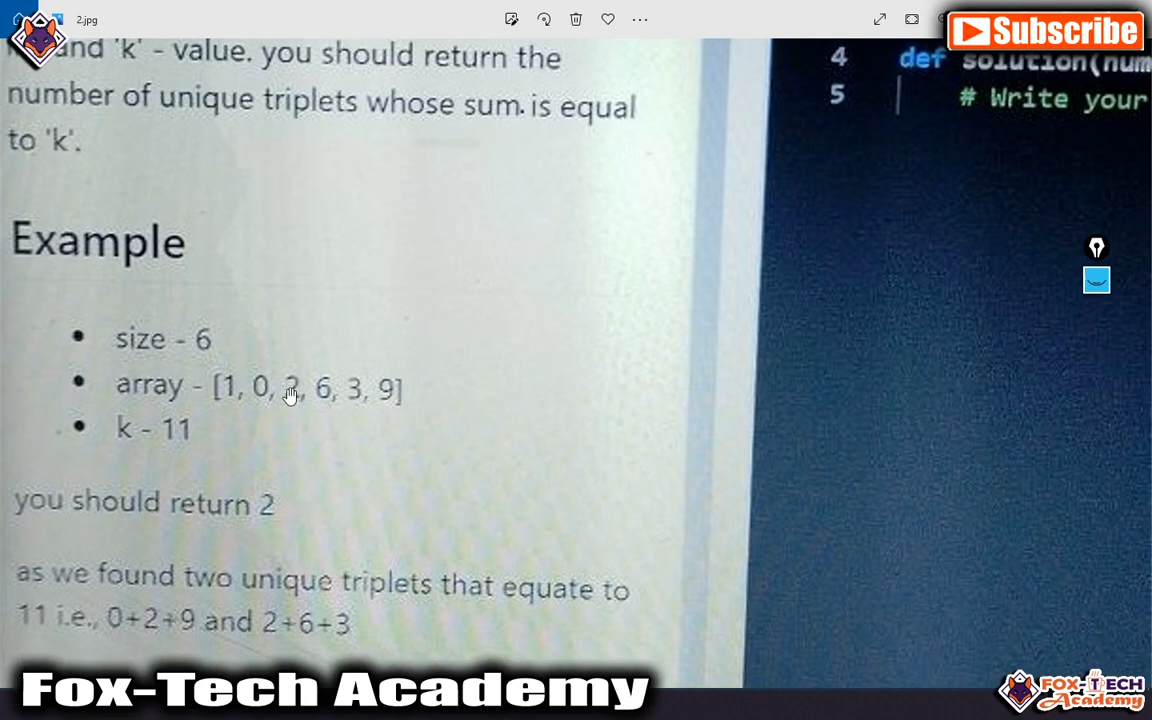 2.jpg
Subscribe
and 'k' - value. you should return the
number of unique triplets whose sum. is equal
to 'k'.
Example
• size - 6
• array - [1, 0, 2, 6, 3, 9]
• k - 11
you should return 2
as we found two unique triplets that equate to
11 i.e., 0+2+9 and 2+6+3
4 def solution(num
5 # Write your
Fox-Tech Academy
FOX-TECH
Academy